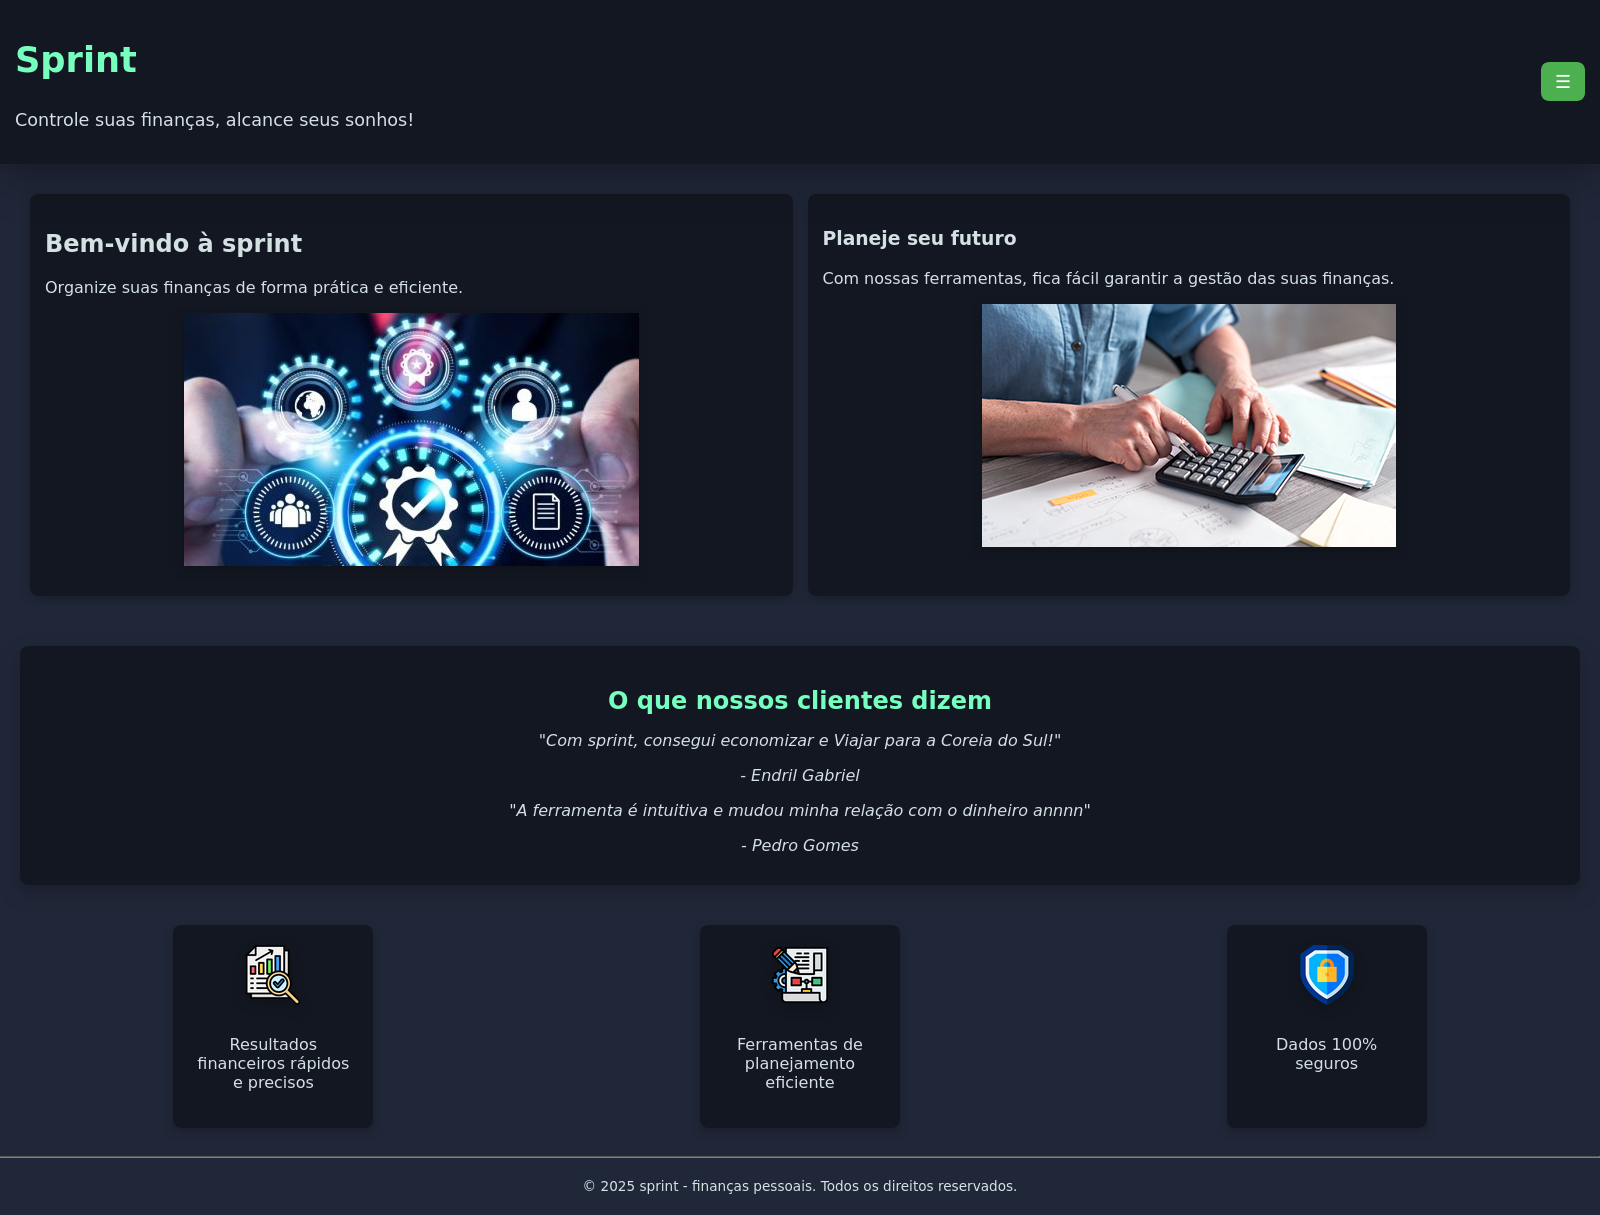 Sprint
☰
Controle suas finanças, alcance seus sonhos!
Bem-vindo à sprint
Organize suas finanças de forma prática e eficiente.
Planeje seu futuro
Com nossas ferramentas, fica fácil garantir a gestão das suas finanças.
O que nossos clientes dizem
"Com sprint, consegui economizar e Viajar para a Coreia do Sul!"
- Endril Gabriel
"A ferramenta é intuitiva e mudou minha relação com o dinheiro annnn"
- Pedro Gomes
Resultados
financeiros rápidos
e precisos
Ferramentas de
planejamento
eficiente
Dados 100%
seguros
© 2025 sprint - finanças pessoais. Todos os direitos reservados.